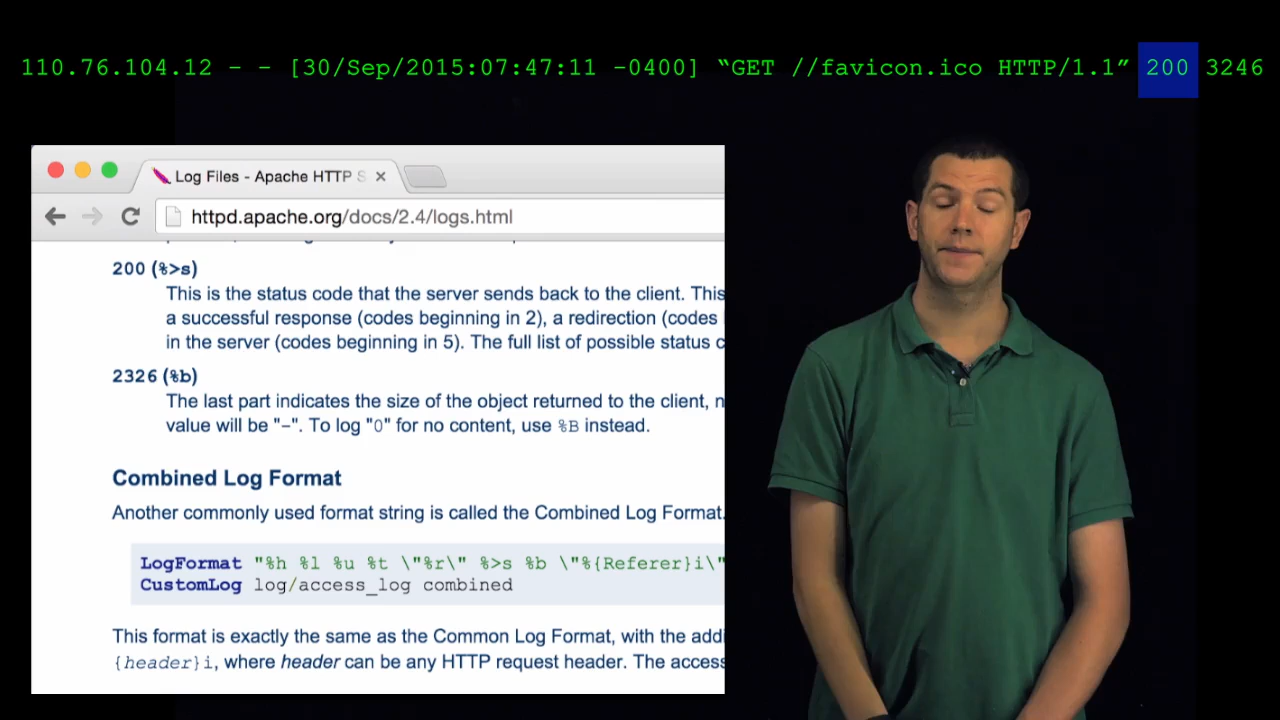 110.76.104.12 - - [30/Sep/2015:07:47:11 -0400] “GET //favicon.ico HTTP/1.1” 200 3246
Log Files - Apache HTTP S
httpd.apache.org/docs/2.4/logs.html
200 (%>s)
This is the status code that the server sends back to the client. This
a successful response (codes beginning in 2), a redirection (codes
in the server (codes beginning in 5). The full list of possible status c
2326 (%b)
The last part indicates the size of the object returned to the client, n
value will be "-". To log "0" for no content, use %B instead.
Combined Log Format
Another commonly used format string is called the Combined Log Format.
LogFormat "%h %l %u %t \"%r\" %>s %b \"%{Referer}i\"
CustomLog log/access_log combined
This format is exactly the same as the Common Log Format, with the addi
{header}i, where header can be any HTTP request header. The access